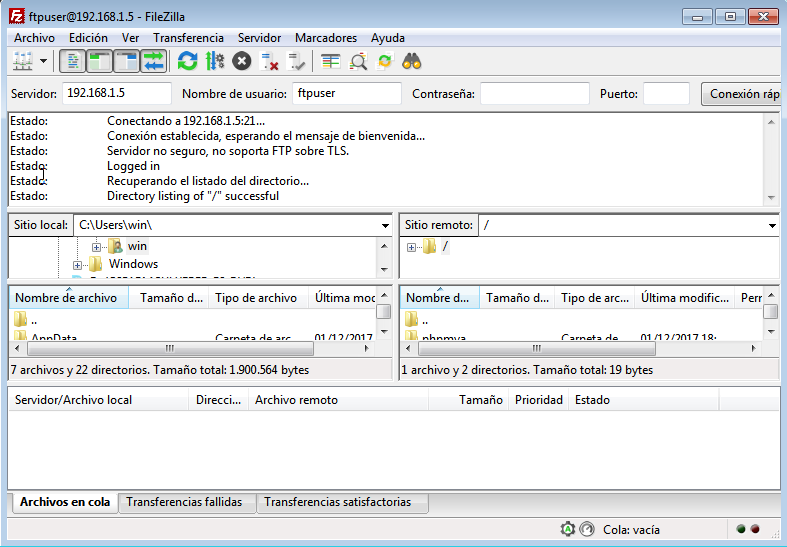 ftpuser@192.168.1.5 - FileZilla
Archivo Edición Ver Transferencia Servidor Marcadores Ayuda
Servidor: 192.168.1.5 Nombre de usuario: ftpuser Contraseña: Puerto: Conexión ráp
Estado: Conectando a 192.168.1.5:21...
Estado: Conexión establecida, esperando el mensaje de bienvenida...
Estado: Servidor no seguro, no soporta FTP sobre TLS.
Estado: Logged in
Estado: Recuperando el listado del directorio...
Estado: Directory listing of "/" successful
Sitio local: C:\Users\win\ Sitio remoto: /
win /
Windows
Nombre de archivo Tamaño d... Tipo de archivo Última moc Nombre d... Tamaño d... Tipo de arc... Última modific... Perr
.. ..
AppData Carpeta de arc 01/12/2017 Carpeta de 01/12/2017 18:
7 archivos y 22 directorios. Tamaño total: 1.900.564 bytes 1 archivo y 2 directorios. Tamaño total: 19 bytes
Servidor/Archivo local Direcci... Archivo remoto Tamaño Prioridad Estado
Archivos en cola Transferencias fallidas Transferencias satisfactorias
Cola: vacía